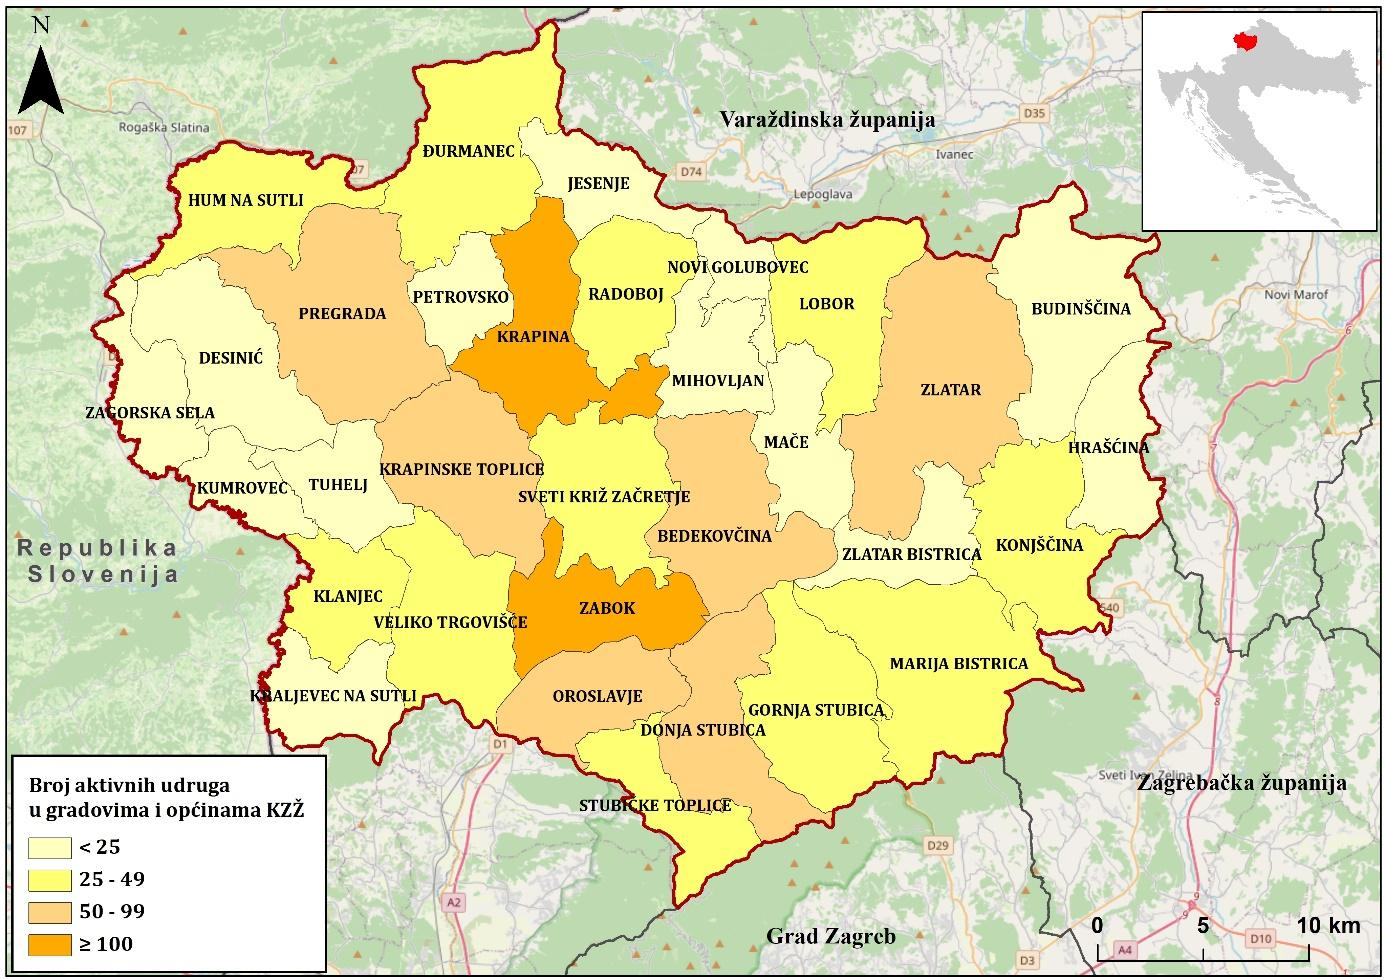 N
107
Rogaška Slatina
Varaždinska županija
D35
Ivanec
D74
Lepoglava
ĐURMANEC
JESENJE
HUM NA SUTLI
NOVI GOLUBOVEC
PETROVSKO
RADOBOJ
LOBOR
BUDINŠČINA
Novi Marof
PREGRADA
KRAPINA
DESINIĆ
MIHOVLJAN
ZLATAR
ZAGORSKA SELA
MAČE
HRAŠĆINA
KRAPINSKE TOPLICE
KUMROVEC
TUHELJ
SVETI KRIŽ ZAČRETJE
BEDEKOVČINA
Republika
Slovenija
ZLATAR BISTRICA
KONJŠČINA
KLANJEC
VELIKO TRGOVIŠĆE
ZABOK
MARIJA BISTRICA
KRALJEVEC NA SUTLI
OROSLAVJE
GORNJA STUBICA
DONJA STUBICA
D1
STUBIČKE TOPLICE
Sveti Ivan Zelina
Zagrebačka županija
Broj aktivnih udruga
u gradovima i općinama KZŽ
< 25
25 - 49
50 - 99
≥ 100
A2
D29
Grad Zagreb
0 5 10 km
A4
D10
D3